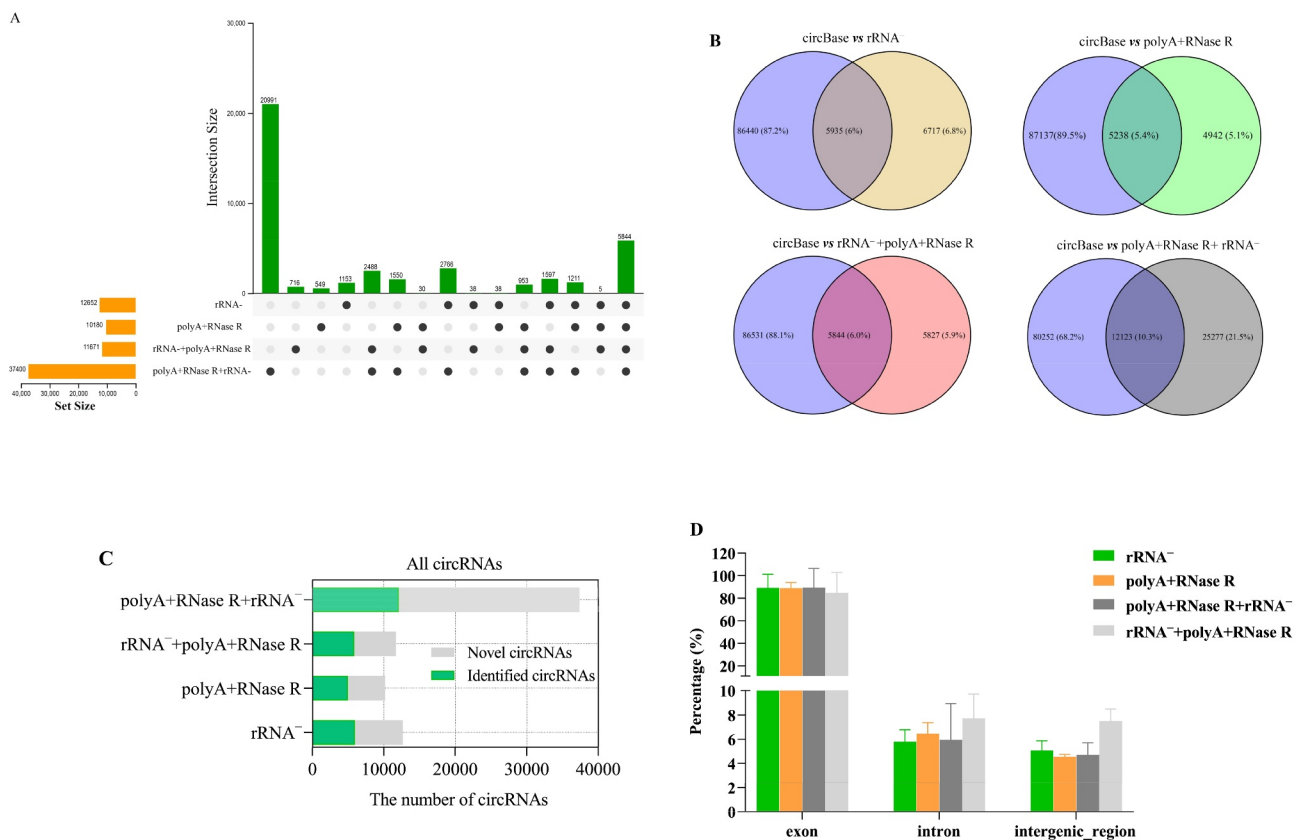 A
30,000
20,000
10,000
0
Intersection Size
20991
716
549
1153
2488
1550
30
2766
38
38
953
1597
1211
5
5844
12652
rRNA-
10180
polyA+RNase R
11671
rRNA-+polyA+RNase R
37400
polyA+RNase R+rRNA-
40,000 30,000 20,000 10,000 0
Set Size
B
circBase vs rRNA⁻
86440 (87.2%) 5935 (6%) 6717 (6.8%)
circBase vs polyA+RNase R
87137(89.5%) 5238 (5.4%) 4942 (5.1%)
circBase vs rRNA⁻+polyA+RNase R
86531 (88.1%) 5844 (6.0%) 5827 (5.9%)
circBase vs polyA+RNase R+ rRNA⁻
80252 (68.2%) 12123 (10.3%) 25277 (21.5%)
C
All circRNAs
polyA+RNase R+rRNA⁻
rRNA⁻+polyA+RNase R
polyA+RNase R
rRNA⁻
Novel circRNAs
Identified circRNAs
0 10000 20000 30000 40000
The number of circRNAs
D
Percentage (%)
120
100
80
60
40
20
10
8
6
4
2
0
exon intron intergenic_region
rRNA⁻
polyA+RNase R
polyA+RNase R+rRNA⁻
rRNA⁻+polyA+RNase R